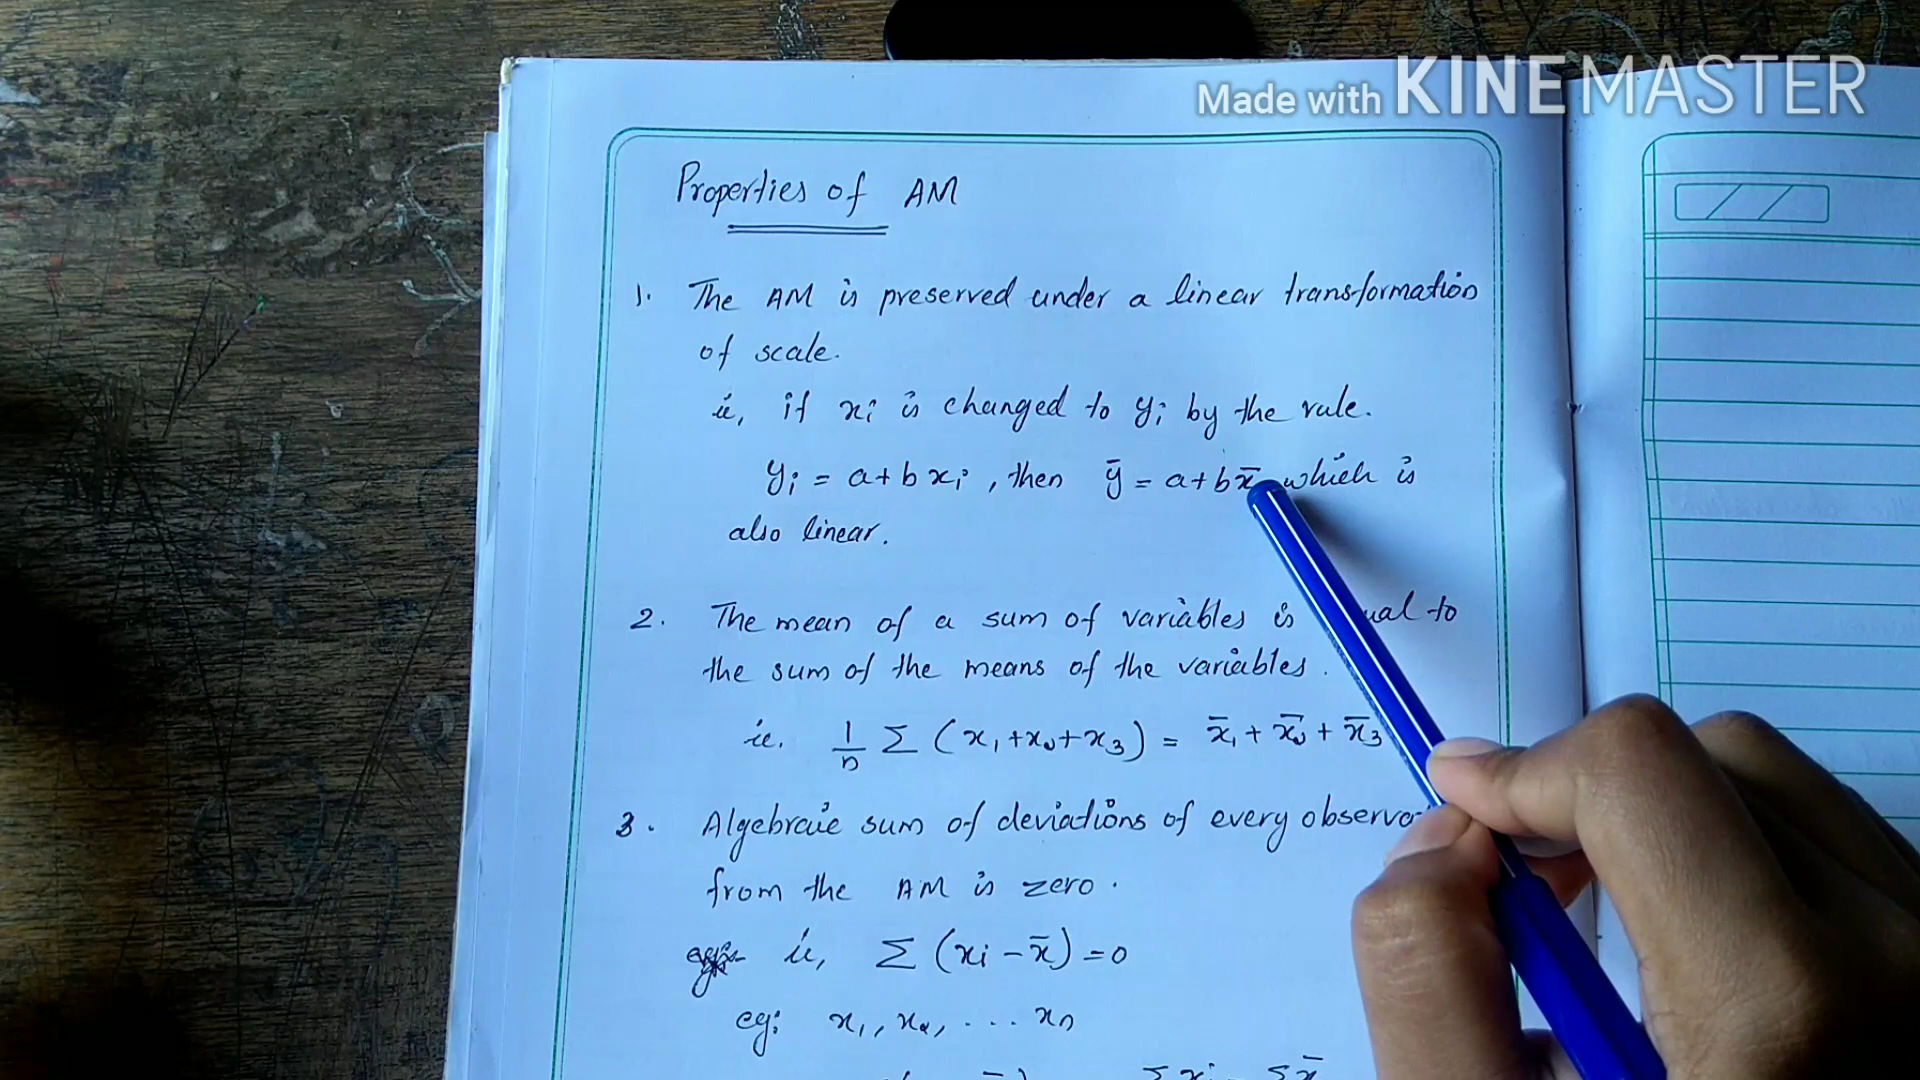 Made with KINEMASTER
Properties of AM
1. The AM is preserved under a linear transformation
of scale.
ie, if xi is changed to yi by the rule.
yi = a+bxi, then ȳ = a+bx̄ which is
also linear.
2. The mean of a sum of variables is to
the sum of the means of the variables.
ie. 1/n Σ (x₁+x₂+x₃) = x̄₁+x̄₂+x̄₃
3. Algebraic sum of deviations of every
from the AM is zero.
ie, Σ (xi – x̄) = 0
eg: x₁, x₂, .... xn